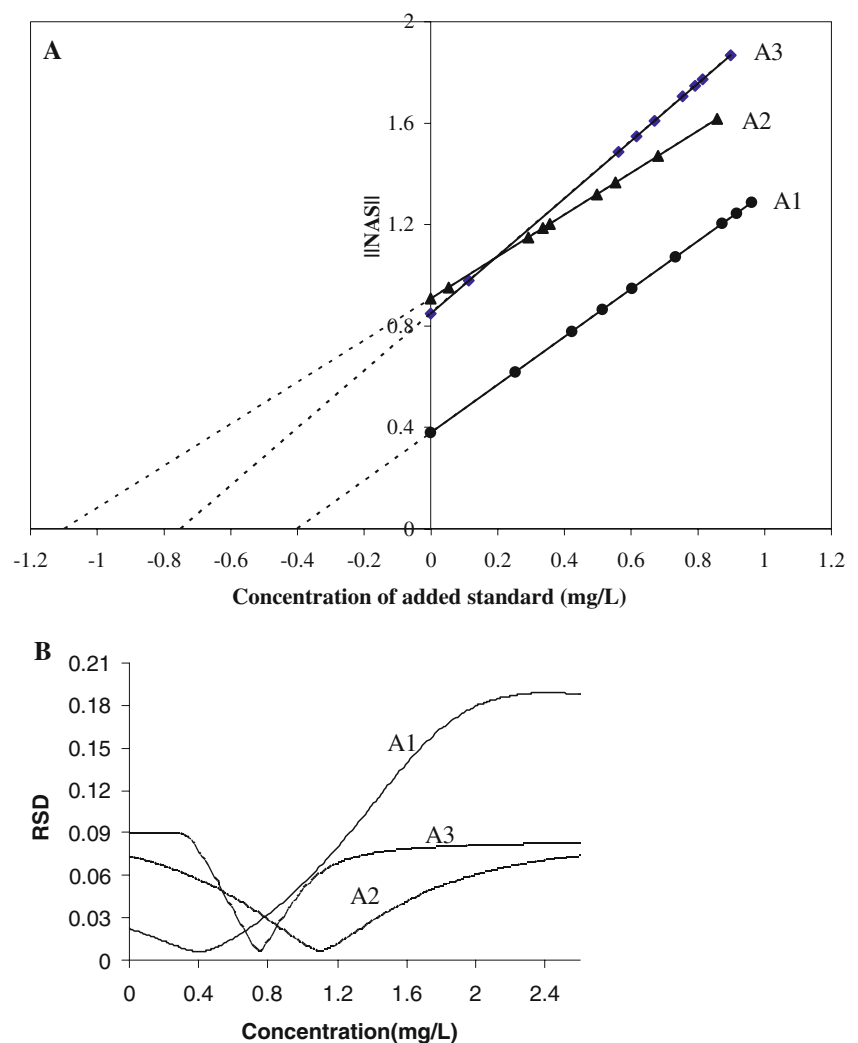 A
2
A3
1.6
A2
||NAS||
1.2
A1
0.8
0.4
0
-1.2 -1 -0.8 -0.6 -0.4 -0.2 0 0.2 0.4 0.6 0.8 1 1.2
Concentration of added standard (mg/L)
B
0.21
0.18
A1
0.15
0.12
RSD
0.09
A3
0.06
A2
0.03
0
0 0.4 0.8 1.2 1.6 2 2.4
Concentration(mg/L)